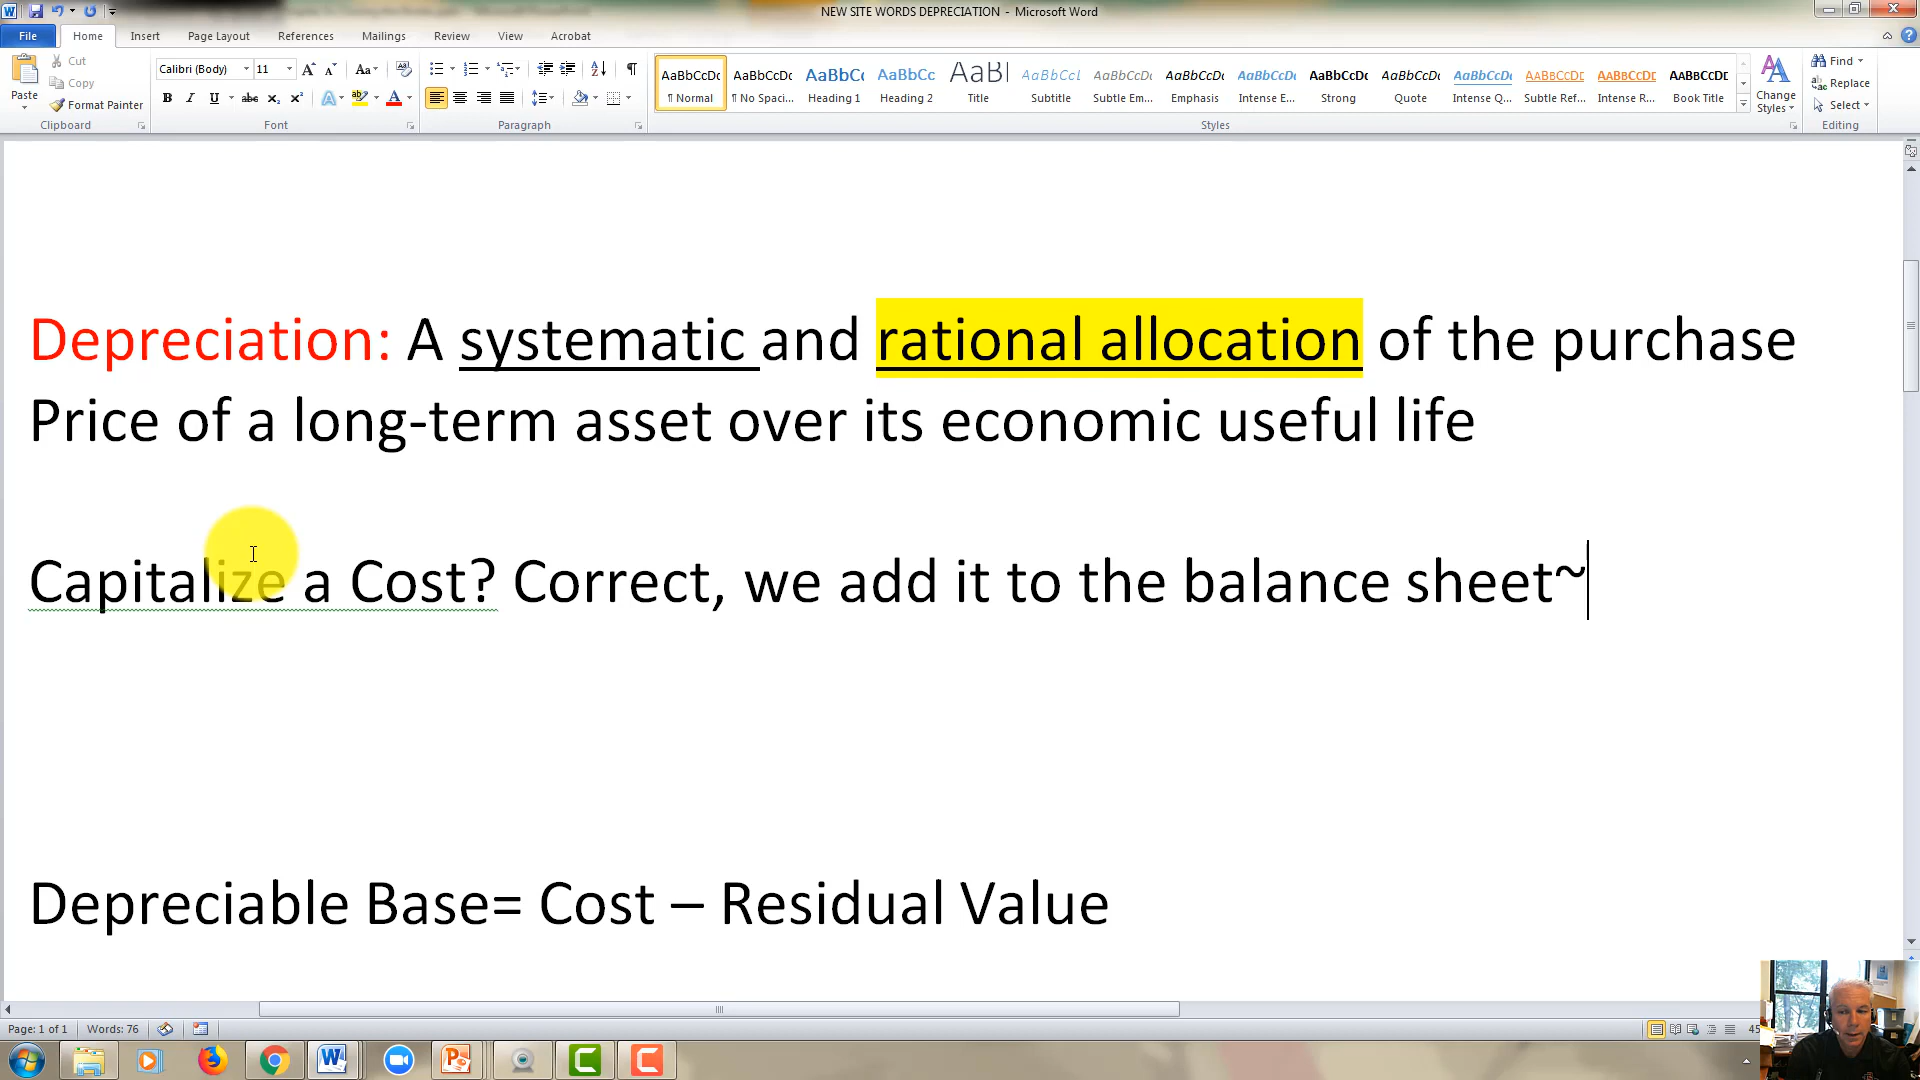 NEW SITE WORDS DEPRECIATION - Microsoft Word
File Home Insert Page Layout References Mailings Review View Acrobat
Paste
Cut
Copy
Format Painter
Clipboard
Calibri (Body) 11
Font
Paragraph
AaBbCcDc AaBbCcDc AaBbCc AaBbCc AaBl AaBbCcl AaBbCcDc AaBbCcDc AaBbCcDc AaBbCcDc AaBbCcDc AaBbCcDc AABBCCDD AABBCCDD AABBCCDD
¶ Normal ¶ No Spaci... Heading 1 Heading 2 Title Subtitle Subtle Em... Emphasis Intense E... Strong Quote Intense Q... Subtle Ref... Intense R... Book Title
Change Styles
Styles
Find
Replace
Select
Editing
Depreciation: A systematic and rational allocation of the purchase
Price of a long-term asset over its economic useful life
Capitalize a Cost? Correct, we add it to the balance sheet~
Depreciable Base= Cost – Residual Value
Page: 1 of 1 Words: 76